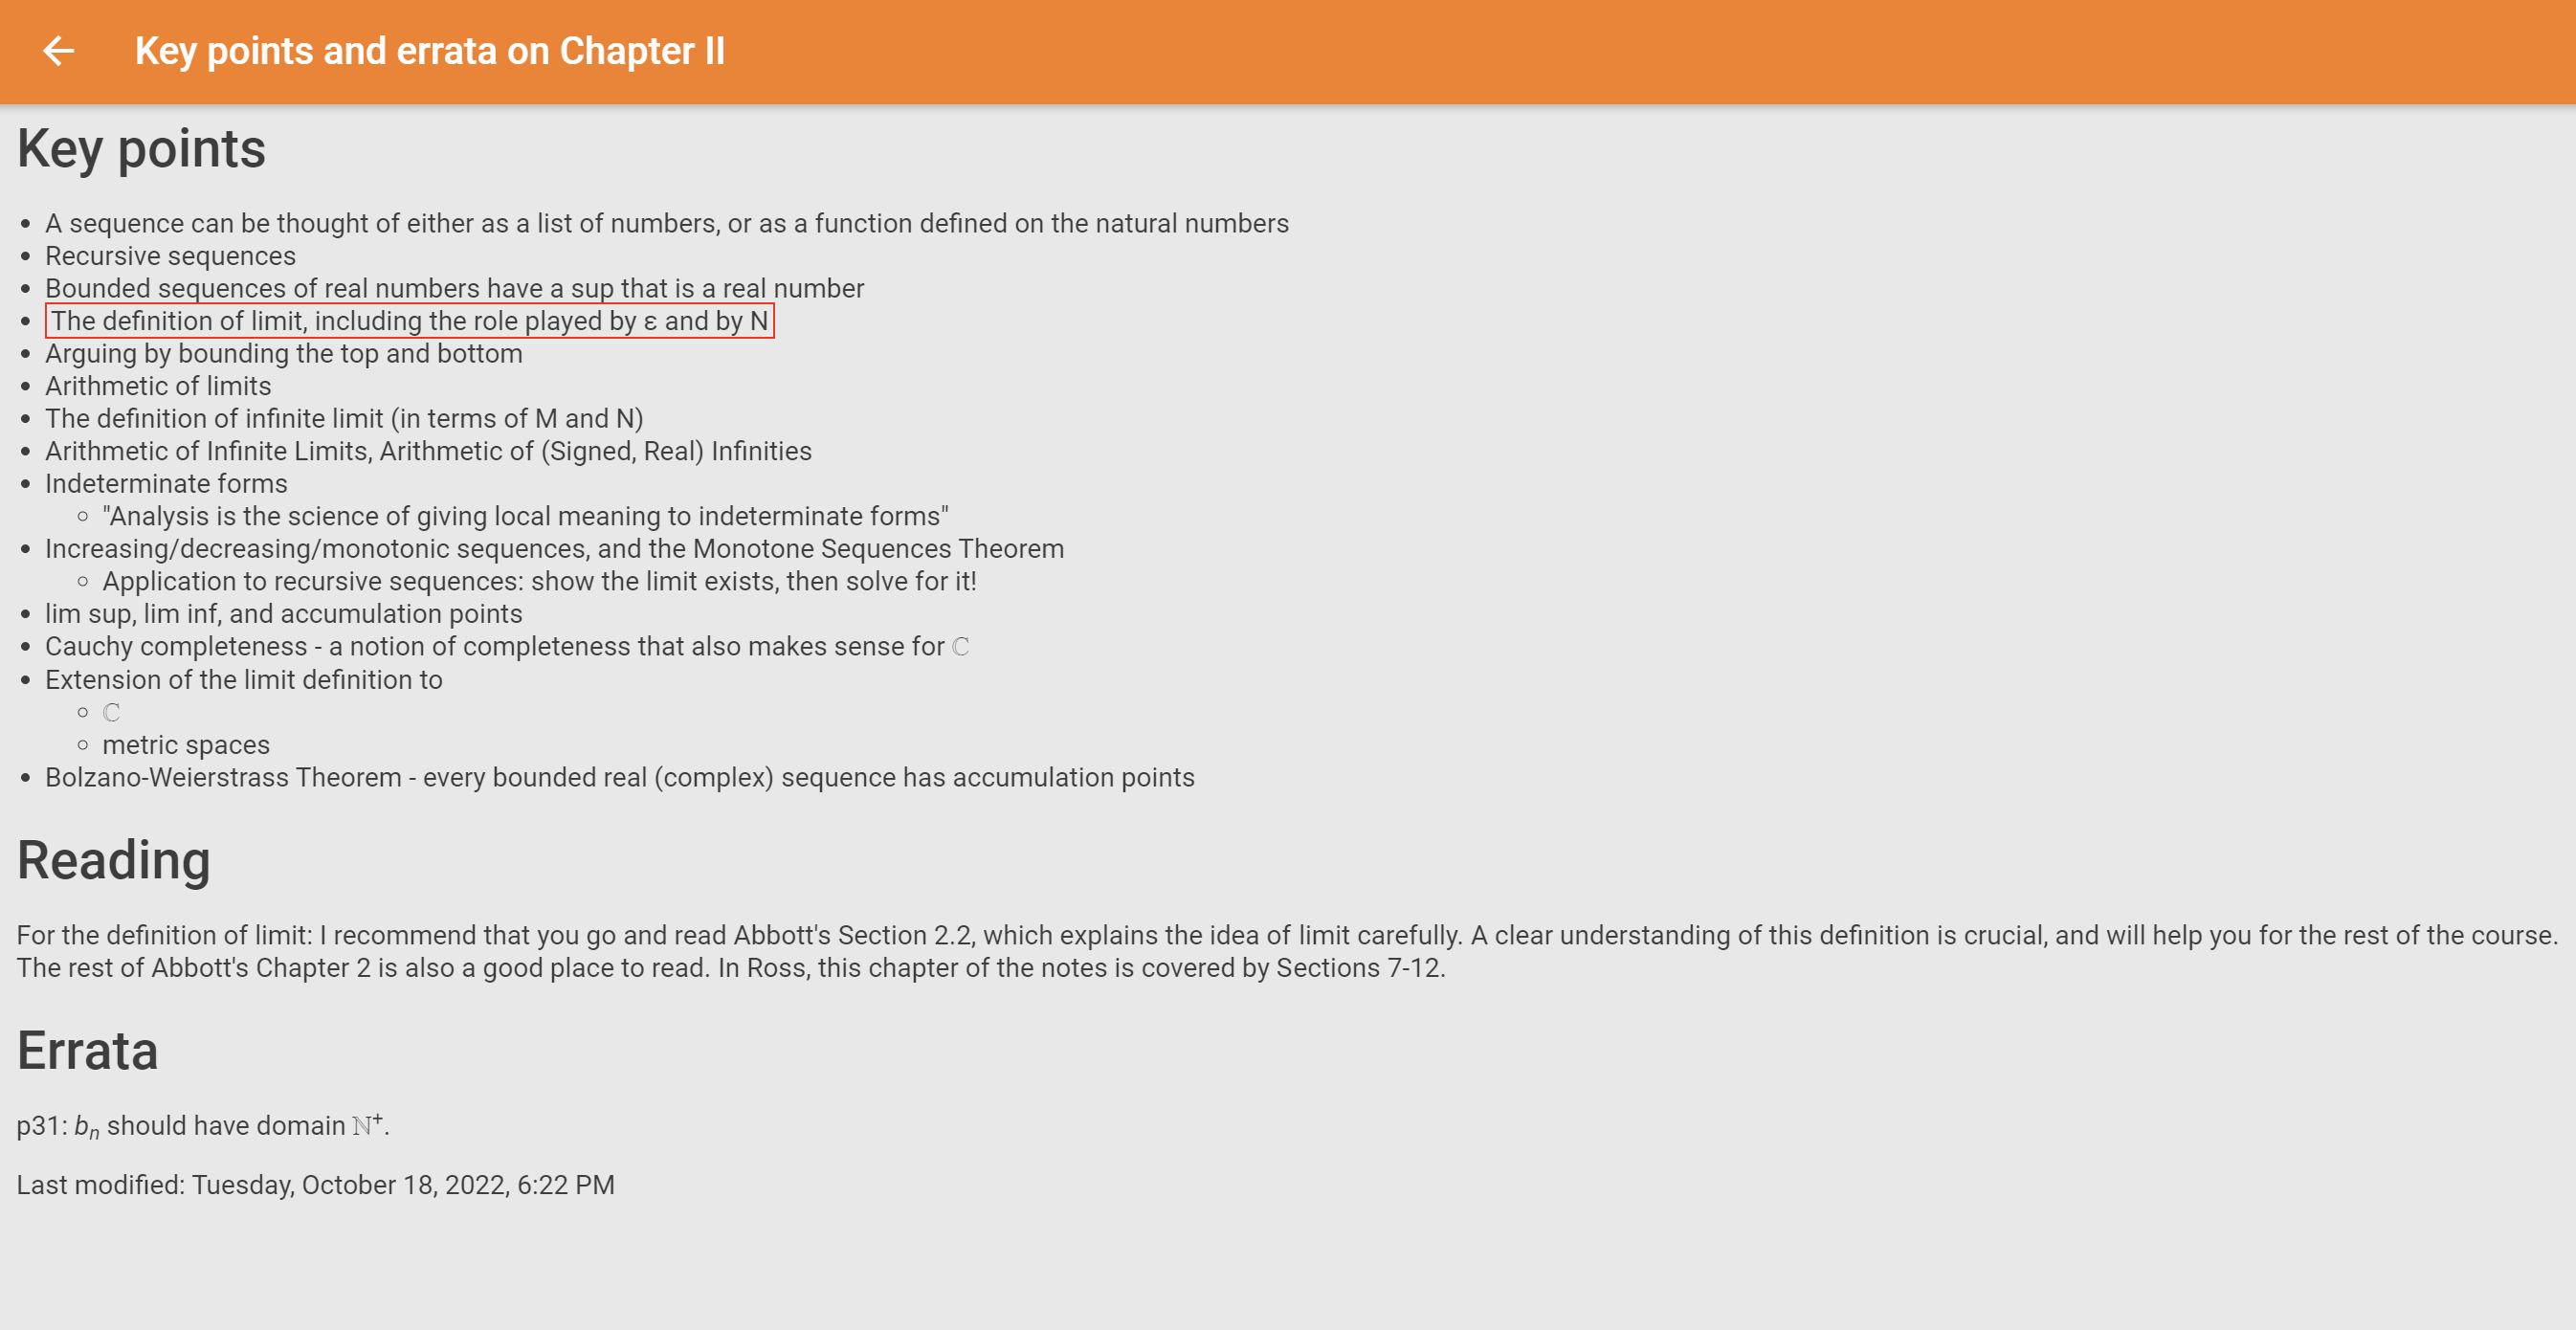 Key points and errata on Chapter II
Key points
• A sequence can be thought of either as a list of numbers, or as a function defined on the natural numbers
• Recursive sequences
• Bounded sequences of real numbers have a sup that is a real number
• The definition of limit, including the role played by ε and by N
• Arguing by bounding the top and bottom
• Arithmetic of limits
• The definition of infinite limit (in terms of M and N)
• Arithmetic of Infinite Limits, Arithmetic of (Signed, Real) Infinities
• Indeterminate forms
◦ "Analysis is the science of giving local meaning to indeterminate forms"
• Increasing/decreasing/monotonic sequences, and the Monotone Sequences Theorem
◦ Application to recursive sequences: show the limit exists, then solve for it!
• lim sup, lim inf, and accumulation points
• Cauchy completeness - a notion of completeness that also makes sense for ℂ
• Extension of the limit definition to
◦ ℂ
◦ metric spaces
• Bolzano-Weierstrass Theorem - every bounded real (complex) sequence has accumulation points
Reading
For the definition of limit: I recommend that you go and read Abbott's Section 2.2, which explains the idea of limit carefully. A clear understanding of this definition is crucial, and will help you for the rest of the course.
The rest of Abbott's Chapter 2 is also a good place to read. In Ross, this chapter of the notes is covered by Sections 7-12.
Errata
p31: bₙ should have domain ℕ⁺.
Last modified: Tuesday, October 18, 2022, 6:22 PM